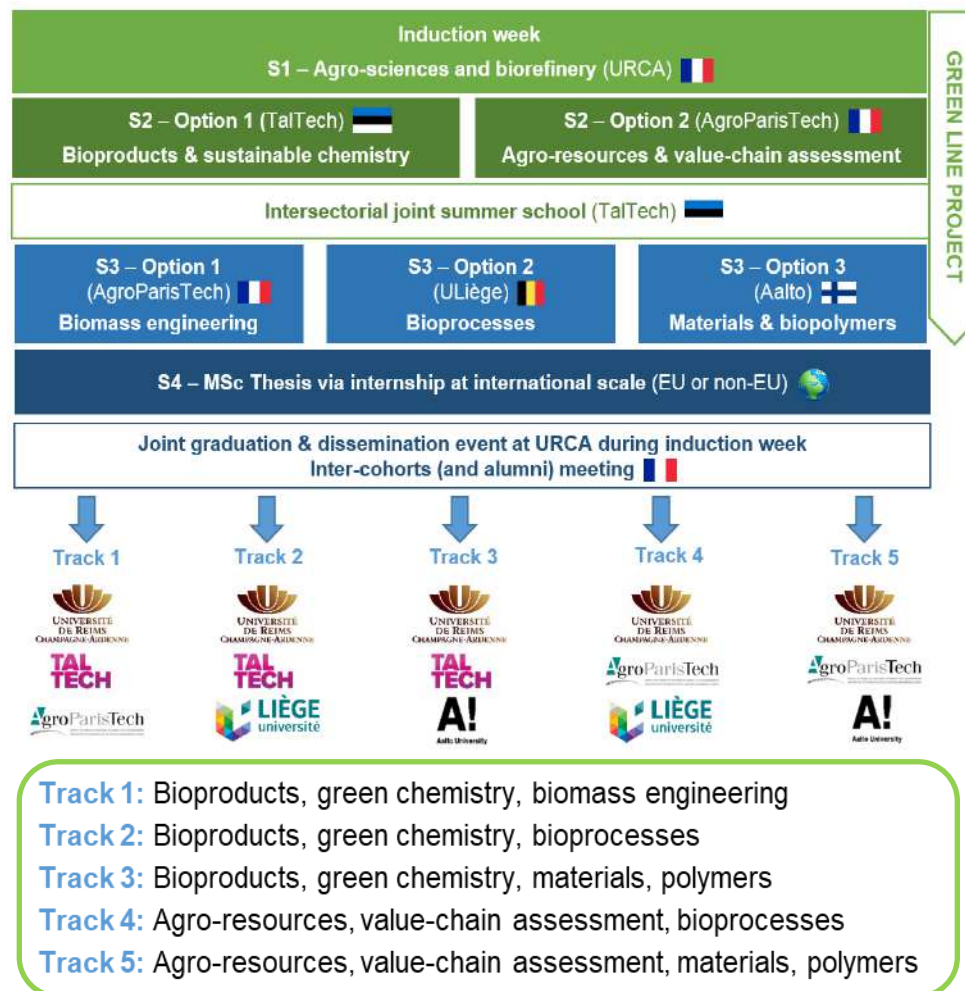 Induction week
S1 – Agro-sciences and biorefinery (URCA)
GREEN LINE PROJECT
S2 – Option 1 (TalTech)
Bioproducts & sustainable chemistry
S2 – Option 2 (AgroParisTech)
Agro-resources & value-chain assessment
Intersectorial joint summer school (TalTech)
S3 – Option 1
(AgroParisTech)
Biomass engineering
S3 – Option 2
(ULiège)
Bioprocesses
S3 – Option 3
(Aalto)
Materials & biopolymers
S4 – MSc Thesis via internship at international scale (EU or non-EU)
Joint graduation & dissemination event at URCA during induction week
Inter-cohorts (and alumni) meeting
Track 1
UNIVERSITÉ
DE REIMS
CHAMPAGNE-ARDENNE
TAL
TECH
AgroParisTech
Track 2
UNIVERSITÉ
DE REIMS
CHAMPAGNE-ARDENNE
TAL
TECH
LIÈGE
université
Track 3
UNIVERSITÉ
DE REIMS
CHAMPAGNE-ARDENNE
TAL
TECH
A!
Aalto University
Track 4
UNIVERSITÉ
DE REIMS
CHAMPAGNE-ARDENNE
AgroParisTech
LIÈGE
université
Track 5
UNIVERSITÉ
DE REIMS
CHAMPAGNE-ARDENNE
AgroParisTech
A!
Aalto University
Track 1: Bioproducts, green chemistry, biomass engineering
Track 2: Bioproducts, green chemistry, bioprocesses
Track 3: Bioproducts, green chemistry, materials, polymers
Track 4: Agro-resources, value-chain assessment, bioprocesses
Track 5: Agro-resources, value-chain assessment, materials, polymers